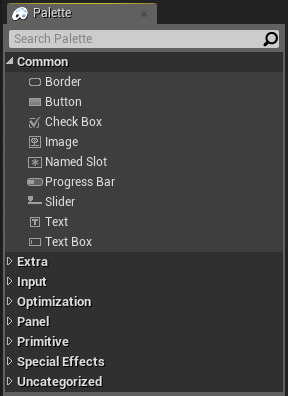 Palette
Search Palette
Common
Border
Button
Check Box
Image
Named Slot
Progress Bar
Slider
Text
Text Box
Extra
Input
Optimization
Panel
Primitive
Special Effects
Uncategorized